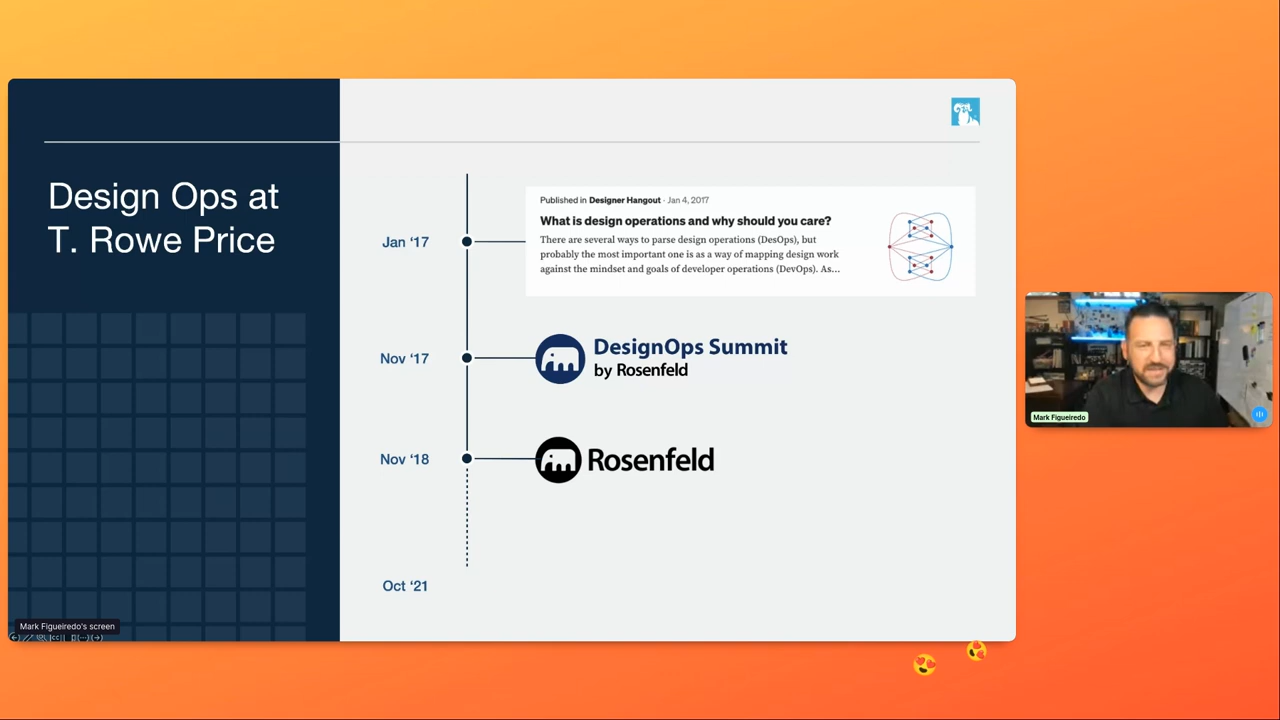 Design Ops at
T. Rowe Price
Jan ‘17
Published in Designer Hangout · Jan 4, 2017
What is design operations and why should you care?
There are several ways to parse design operations (DesOps), but
probably the most important one is as a way of mapping design work
against the mindset and goals of developer operations (DevOps). As…
Nov ‘17
DesignOps Summit
by Rosenfeld
Nov ‘18
Rosenfeld
Oct ‘21
Mark Figueiredo's screen
Mark Figueiredo